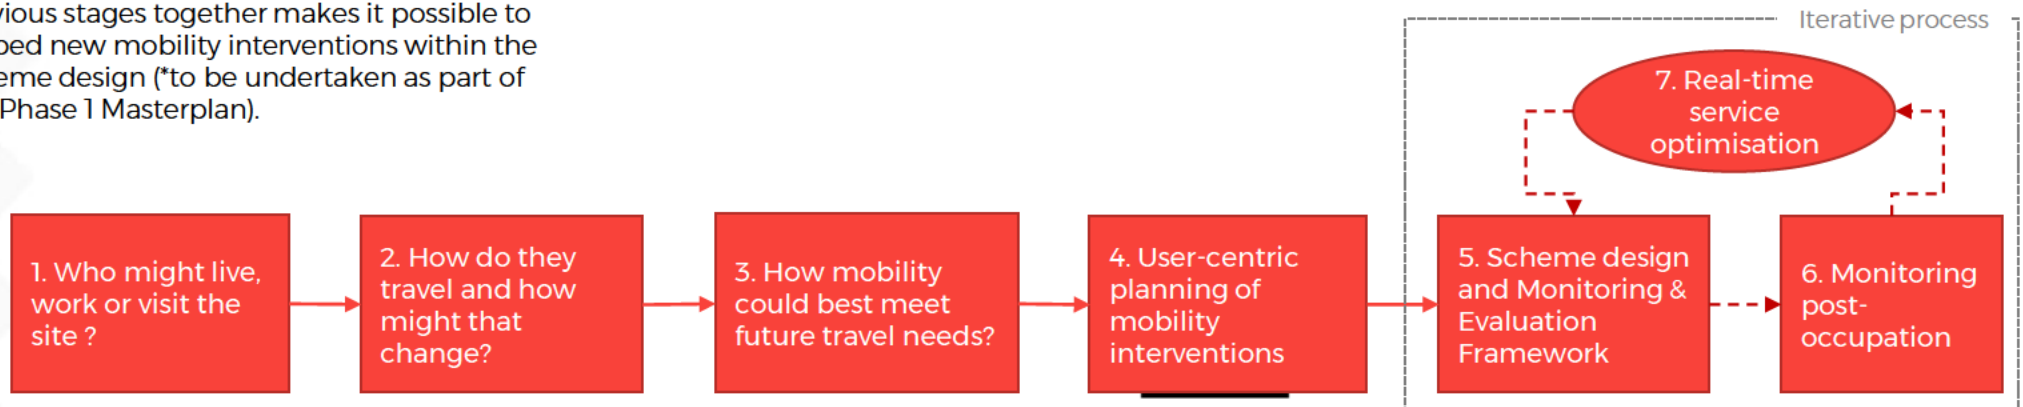 vious stages together makes it possible to
ped new mobility interventions within the
eme design (*to be undertaken as part of
Phase 1 Masterplan).
Iterative process
7. Real-time
service
optimisation
1. Who might live,
work or visit the
site ?
2. How do they
travel and how
might that
change?
3. How mobility
could best meet
future travel needs?
4. User-centric
planning of
mobility
interventions
5. Scheme design
and Monitoring &
Evaluation
Framework
6. Monitoring
post-
occupation